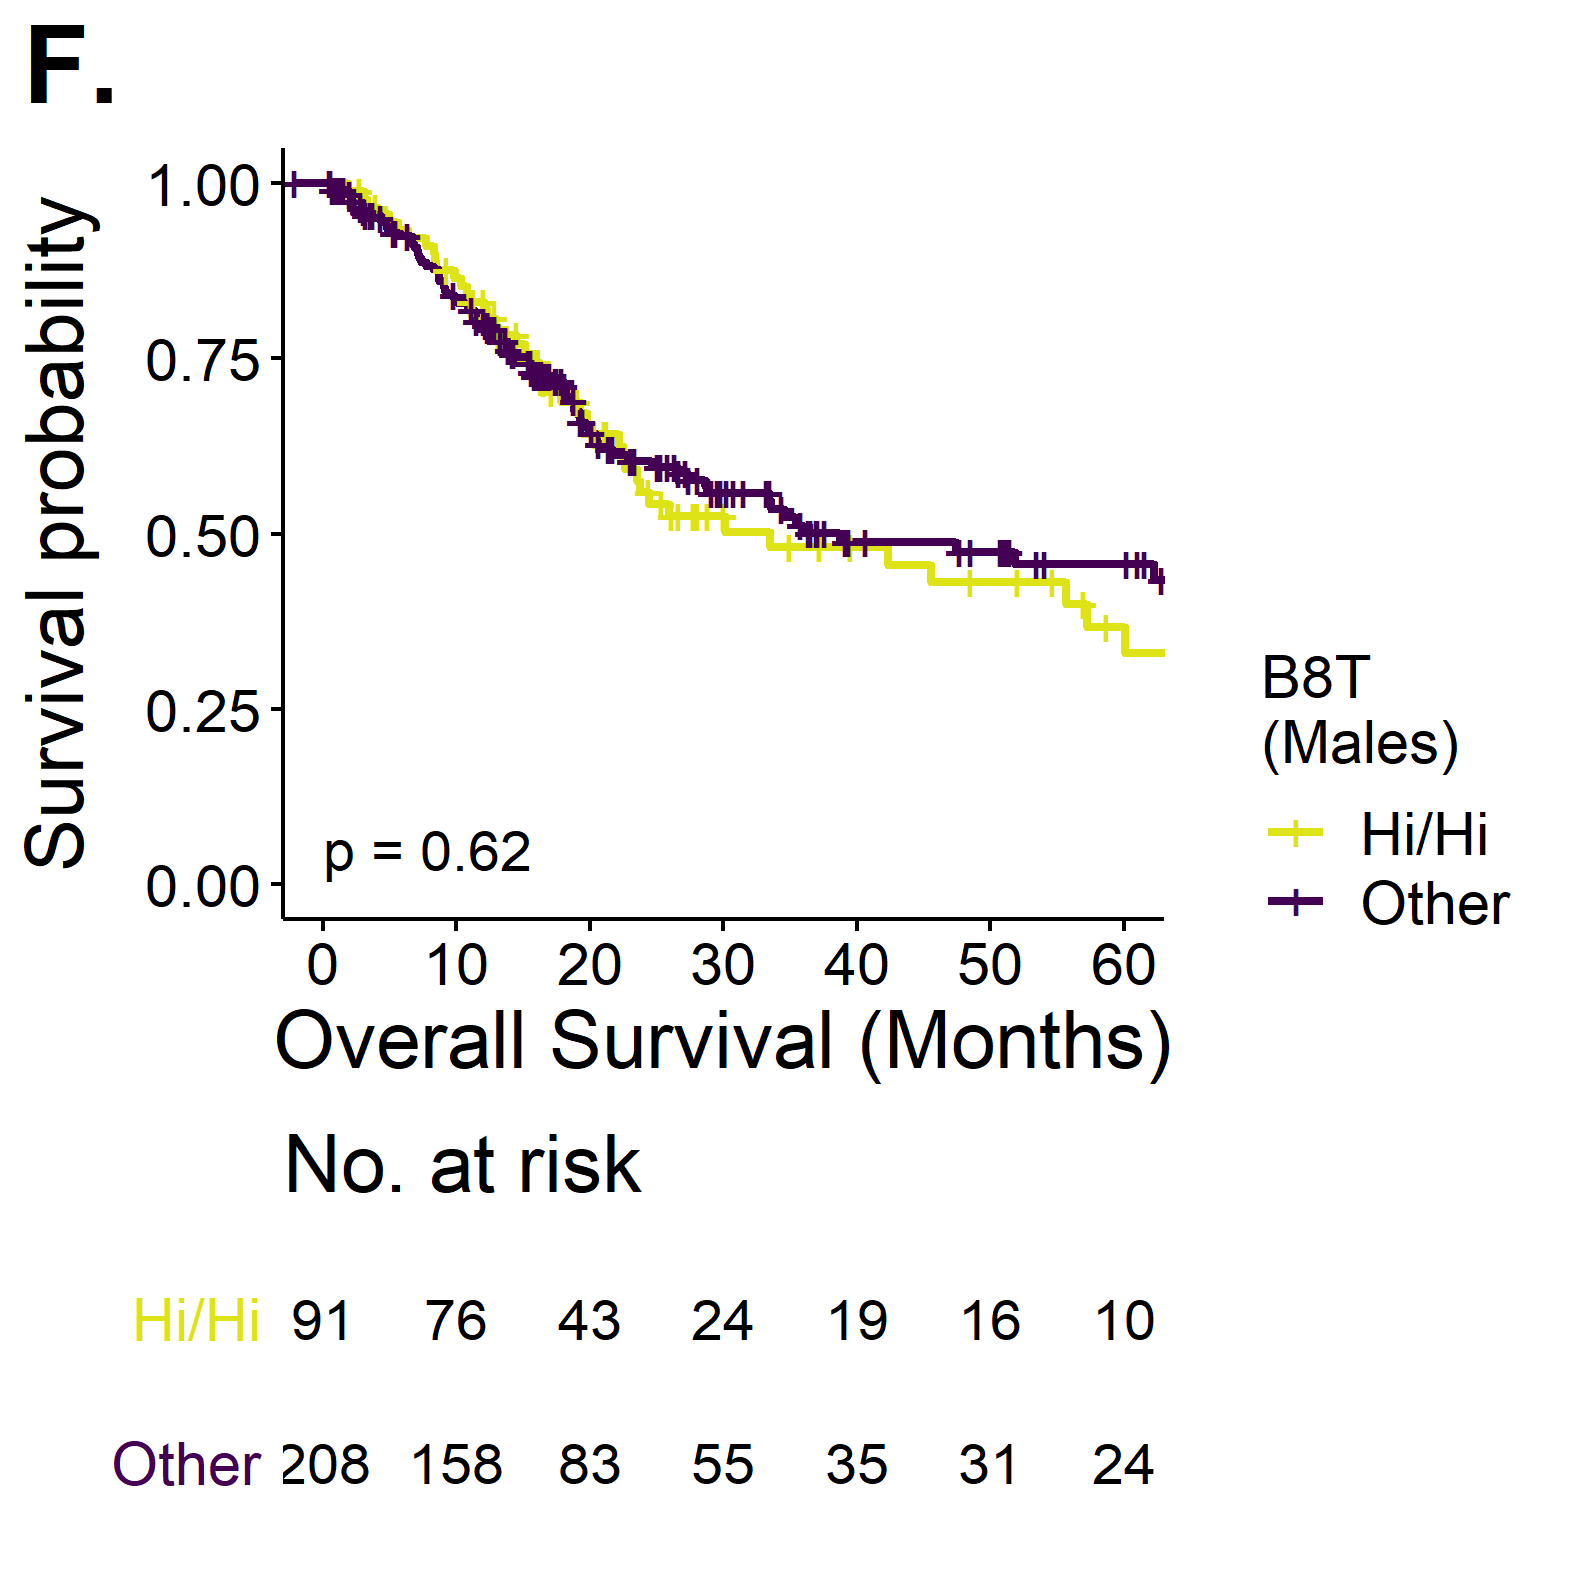 F.
Survival probability
1.00
0.75
0.50
0.25
0.00
p = 0.62
0 10 20 30 40 50 60
Overall Survival (Months)
B8T
(Males)
Hi/Hi
Other
No. at risk
Hi/Hi 91 76 43 24 19 16 10
Other 208 158 83 55 35 31 24